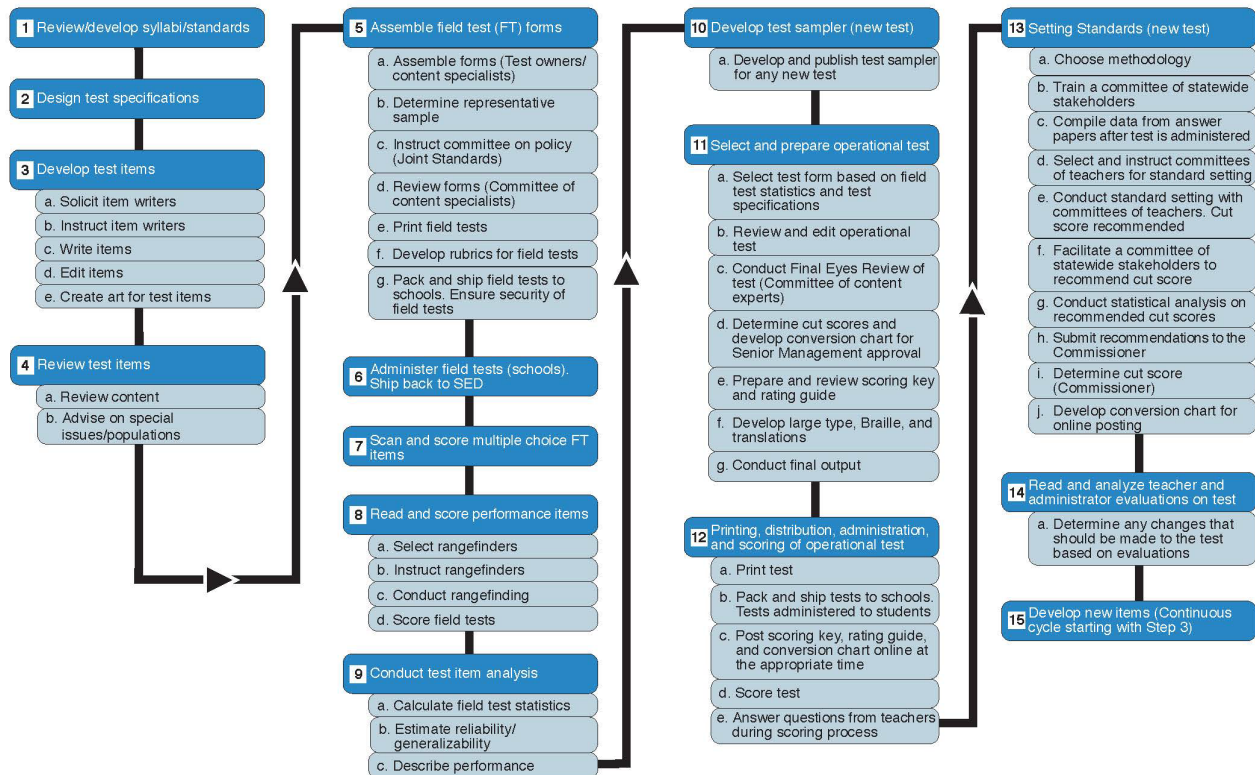 1 Review/develop syllabi/standards
2 Design test specifications
3 Develop test items
a. Solicit item writers
b. Instruct item writers
c. Write items
d. Edit items
e. Create art for test items
4 Review test items
a. Review content
b. Advise on special
issues/populations
5 Assemble field test (FT) forms
a. Assemble forms (Test owners/
content specialists)
b. Determine representative
sample
c. Instruct committee on policy
(Joint Standards)
d. Review forms (Committee of
content specialists)
e. Print field tests
f. Develop rubrics for field tests
g. Pack and ship field tests to
schools. Ensure security of
field tests
6 Administer field tests (schools).
Ship back to SED
7 Scan and score multiple choice FT
items
8 Read and score performance items
a. Select rangefinders
b. Instruct rangefinders
c. Conduct rangefinding
d. Score field tests
9 Conduct test item analysis
a. Calculate field test statistics
b. Estimate reliability/
generalizability
c. Describe performance
10 Develop test sampler (new test)
a. Develop and publish test sampler
for any new test
11 Select and prepare operational test
a. Select test form based on field
test statistics and test
specifications
b. Review and edit operational
test
c. Conduct Final Eyes Review of
test (Committee of content
experts)
d. Determine cut scores and
develop conversion chart for
Senior Management approval
e. Prepare and review scoring key
and rating guide
f. Develop large type, Braille, and
translations
g. Conduct final output
12 Printing, distribution, administration,
and scoring of operational test
a. Print test
b. Pack and ship tests to schools.
Tests administered to students
c. Post scoring key, rating guide,
and conversion chart online at
the appropriate time
d. Score test
e. Answer questions from teachers
during scoring process
13 Setting Standards (new test)
a. Choose methodology
b. Train a committee of statewide
stakeholders
c. Compile data from answer
papers after test is administered
d. Select and instruct committees
of teachers for standard setting
e. Conduct standard setting with
committees of teachers. Cut
score recommended
f. Facilitate a committee of
statewide stakeholders to
recommend cut score
g. Conduct statistical analysis on
recommended cut scores
h. Submit recommendations to the
Commissioner
i. Determine cut score
(Commissioner)
j. Develop conversion chart for
online posting
14 Read and analyze teacher and
administrator evaluations on test
a. Determine any changes that
should be made to the test
based on evaluations
15 Develop new items (Continuous
cycle starting with Step 3)